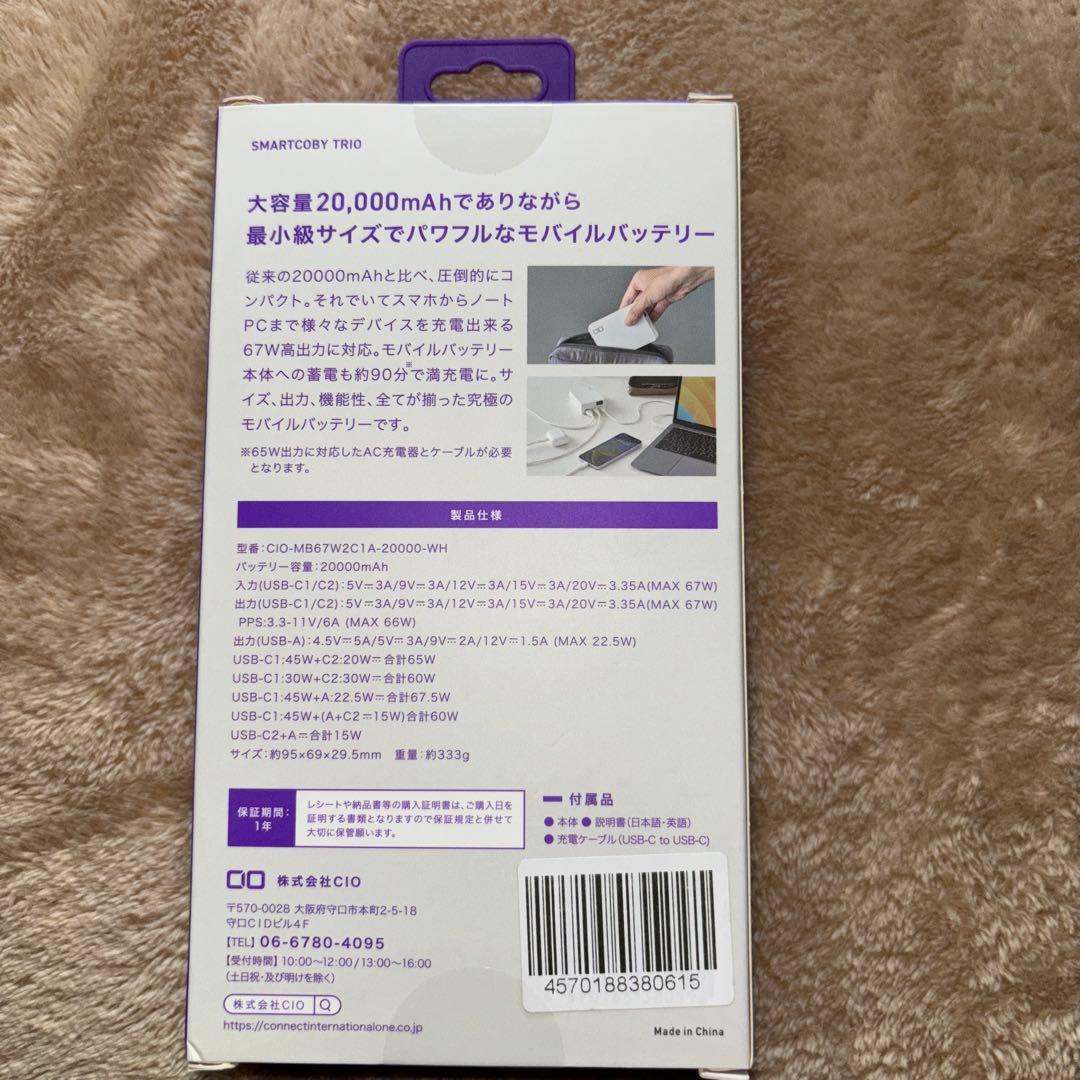 SMARTCOBY TRIO
大容量20,000mAhでありながら
最小級サイズでパワフルなモバイルバッテリー
従来の20000mAhと比べ、圧倒的にコ
ンパクト。それでいてスマホからノート
PCまで様々なデバイスを充電出来る
67W高出力に対応。モバイルバッテリー
本体への蓄電も約90分※で満充電に。サ
イズ、出力、機能性、全てが揃った究極の
モバイルバッテリーです。
※65W出力に対応したAC充電器とケーブルが必要
となります。
製品仕様
型番:CIO-MB67W2C1A-20000-WH
バッテリー容量:20000mAh
入力(USB-C1/C2):5V⎓3A/9V⎓3A/12V⎓3A/15V⎓3A/20V⎓3.35A(MAX 67W)
出力(USB-C1/C2):5V⎓3A/9V⎓3A/12V⎓3A/15V⎓3A/20V⎓3.35A(MAX 67W)
PPS:3.3-11V/6A (MAX 66W)
出力(USB-A):4.5V⎓5A/5V⎓3A/9V⎓2A/12V⎓1.5A (MAX 22.5W)
USB-C1:45W+C2:20W⎓合計65W
USB-C1:30W+C2:30W⎓合計60W
USB-C1:45W+A:22.5W⎓合計67.5W
USB-C1:45W+(A+C2⎓15W)合計60W
USB-C2+A⎓合計15W
サイズ:約95×69×29.5mm 重量:約333g
保証期間:
1年
レシートや納品書等の購入証明書は、ご購入日を
証明する書類となりますので保証規定と併せて
大切に保管願います。
付属品
● 本体 ● 説明書(日本語・英語)
● 充電ケーブル(USB-C to USB-C)
CIO 株式会社CIO
〒570-0028 大阪府守口市本町2-5-18
守口CIDビル4F
【TEL】06-6780-4095
【受付時間】10:00〜12:00/13:00〜16:00
(土日祝・及び明けを除く)
株式会社CIO
https://connectinternationalone.co.jp
4570188380615
Made in China